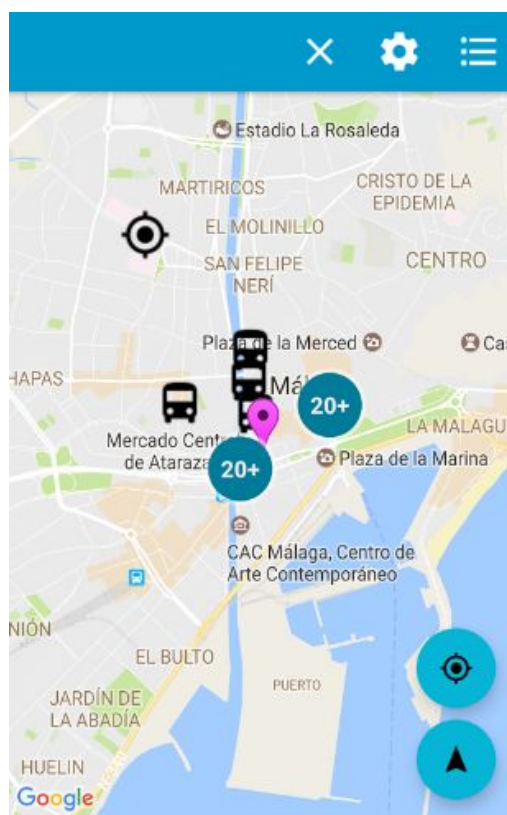 Estadio La Rosaleda
MARTIRICOS
CRISTO DE LA
EPIDEMIA
EL MOLINILLO
SAN FELIPE
NERÍ
CENTRO
Plaza de la Merced
Ca
HAPAS
Má
20+
LA MALAGU
Mercado Cen
de Ataraza
20+
Plaza de la Marina
CAC Málaga, Centro de
Arte Contemporáneo
NIÓN
EL BULTO
PUERTO
JARDÍN DE
LA ABADÍA
HUELIN
Google